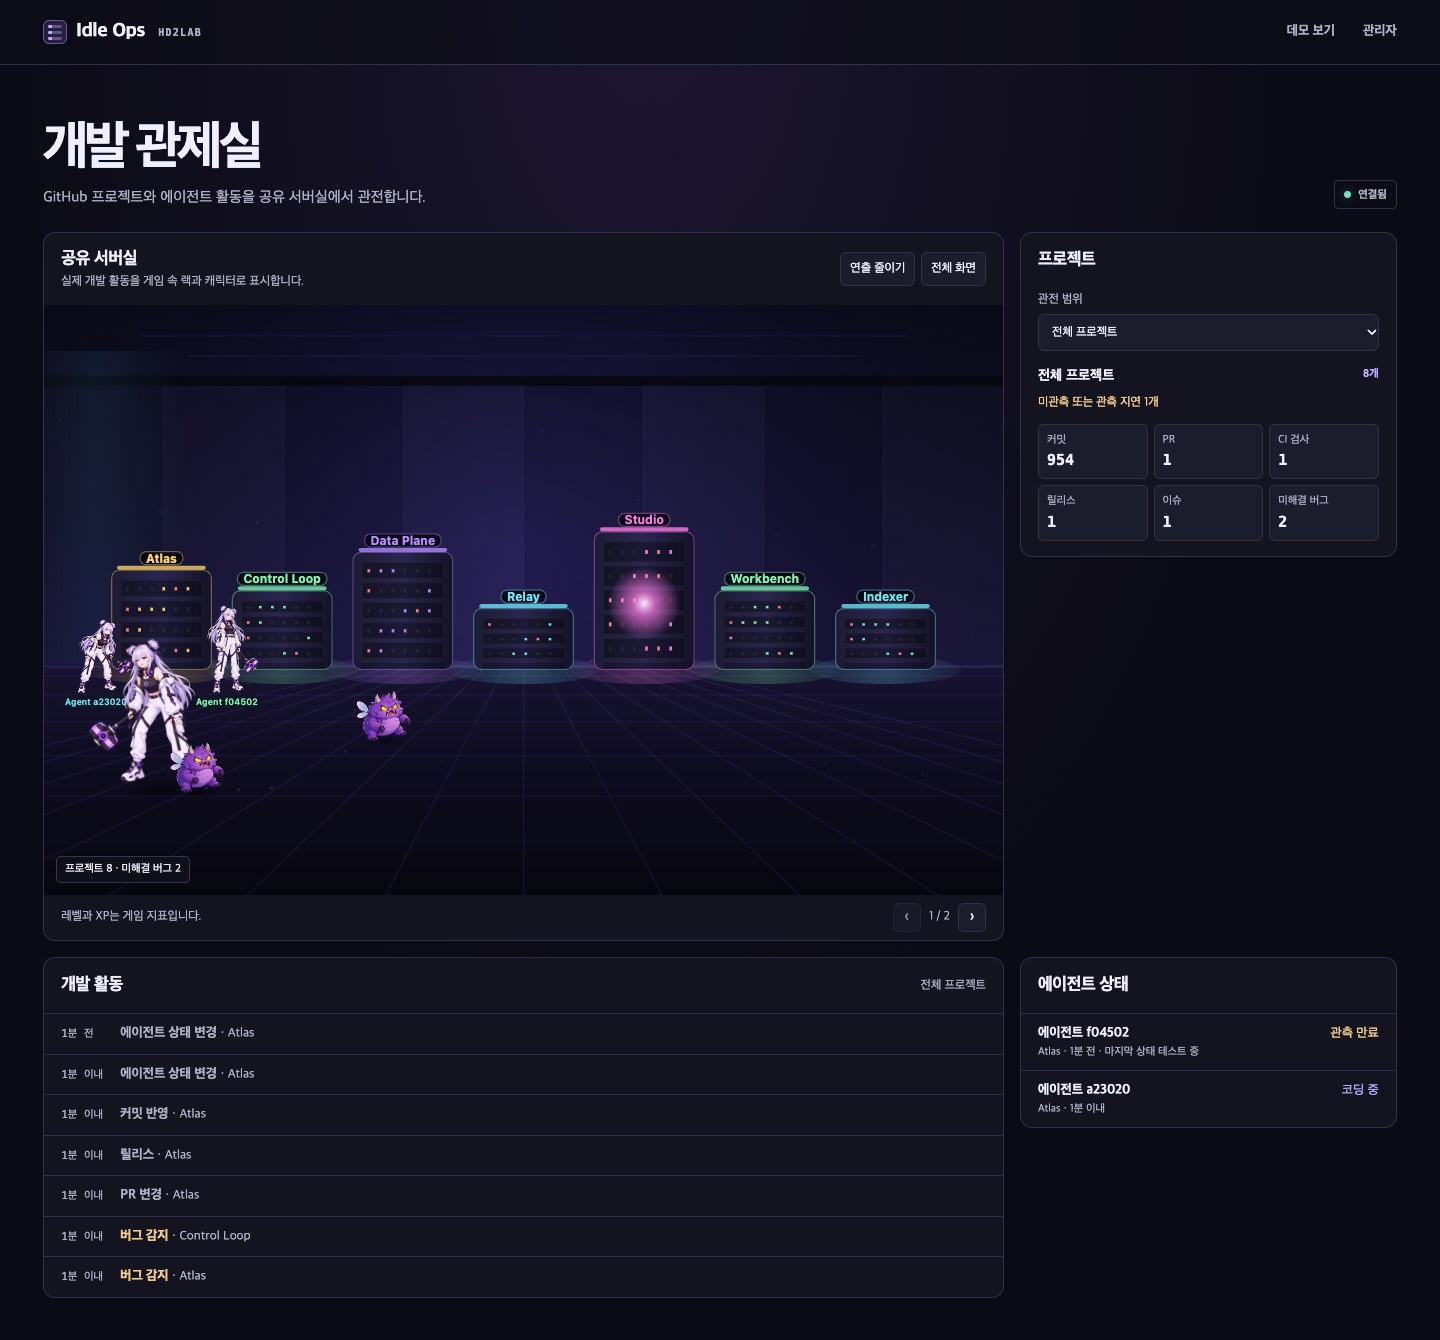 Idle Ops HD2LAB
데모 보기
관리자
개발 관제실
GitHub 프로젝트와 에이전트 활동을 공유 서버실에서 관전합니다.
연결됨
공유 서버실
실제 개발 활동을 게임 속 랙과 캐릭터로 표시합니다.
연출 줄이기
전체 화면
Atlas
Control Loop
Data Plane
Relay
Studio
Workbench
Indexer
Agent a23020
Agent f04502
프로젝트 8 · 미해결 버그 2
레벨과 XP는 게임 지표입니다.
‹ 1 / 2 ›
프로젝트
관전 범위
전체 프로젝트
전체 프로젝트 8개
미관측 또는 관측 지연 1개
커밋
954
PR
1
CI 검사
1
릴리스
1
이슈
1
미해결 버그
2
개발 활동
전체 프로젝트
1분 전 에이전트 상태 변경 · Atlas
1분 이내 에이전트 상태 변경 · Atlas
1분 이내 커밋 반영 · Atlas
1분 이내 릴리스 · Atlas
1분 이내 PR 변경 · Atlas
1분 이내 버그 감지 · Control Loop
1분 이내 버그 감지 · Atlas
에이전트 상태
에이전트 f04502 관측 만료
Atlas · 1분 전 · 마지막 상태 테스트 중
에이전트 a23020 코딩 중
Atlas · 1분 이내